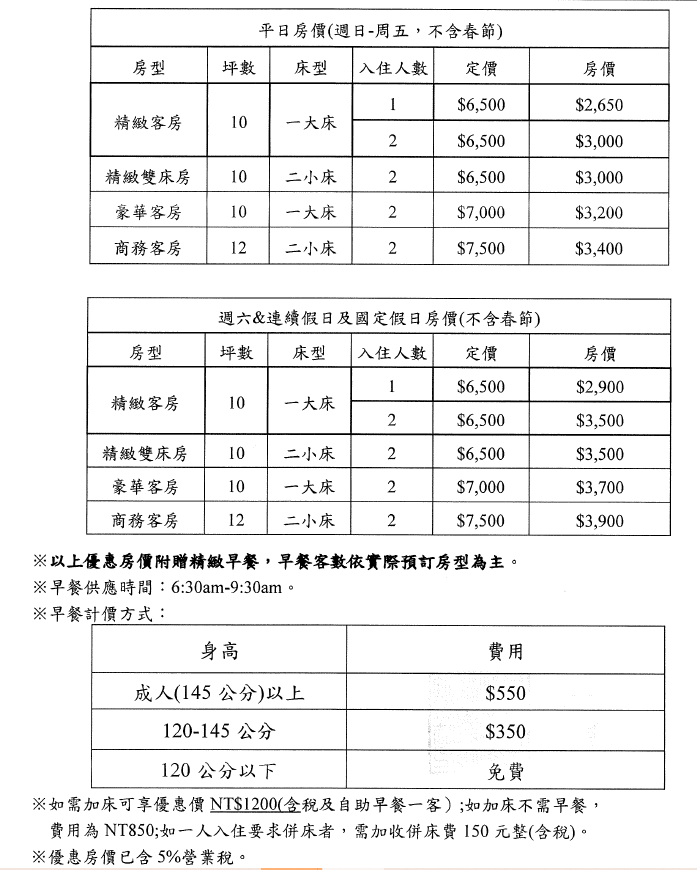 平日房價(週日-周五，不含春節)
房型 坪數 床型 入住人數 定價 房價
精緻客房 10 一大床 1 $6,500 $2,650
2 $6,500 $3,000
精緻雙床房 10 二小床 2 $6,500 $3,000
豪華客房 10 一大床 2 $7,000 $3,200
商務客房 12 二小床 2 $7,500 $3,400
週六&連續假日及國定假日房價(不含春節)
房型 坪數 床型 入住人數 定價 房價
精緻客房 10 一大床 1 $6,500 $2,900
2 $6,500 $3,500
精緻雙床房 10 二小床 2 $6,500 $3,500
豪華客房 10 一大床 2 $7,000 $3,700
商務客房 12 二小床 2 $7,500 $3,900
※以上優惠房價附贈精緻早餐，早餐客數依實際預訂房型為主。
※早餐供應時間：6:30am-9:30am。
※早餐計價方式：
身高 費用
成人(145 公分)以上 $550
120-145 公分 $350
120 公分以下 免費
※如需加床可享優惠價 NT$1200(含稅及自助早餐一客）;如加床不需早餐，
費用為 NT850;如一人入住要求併床者，需加收併床費 150 元整(含稅)。
※優惠房價已含 5%營業稅。